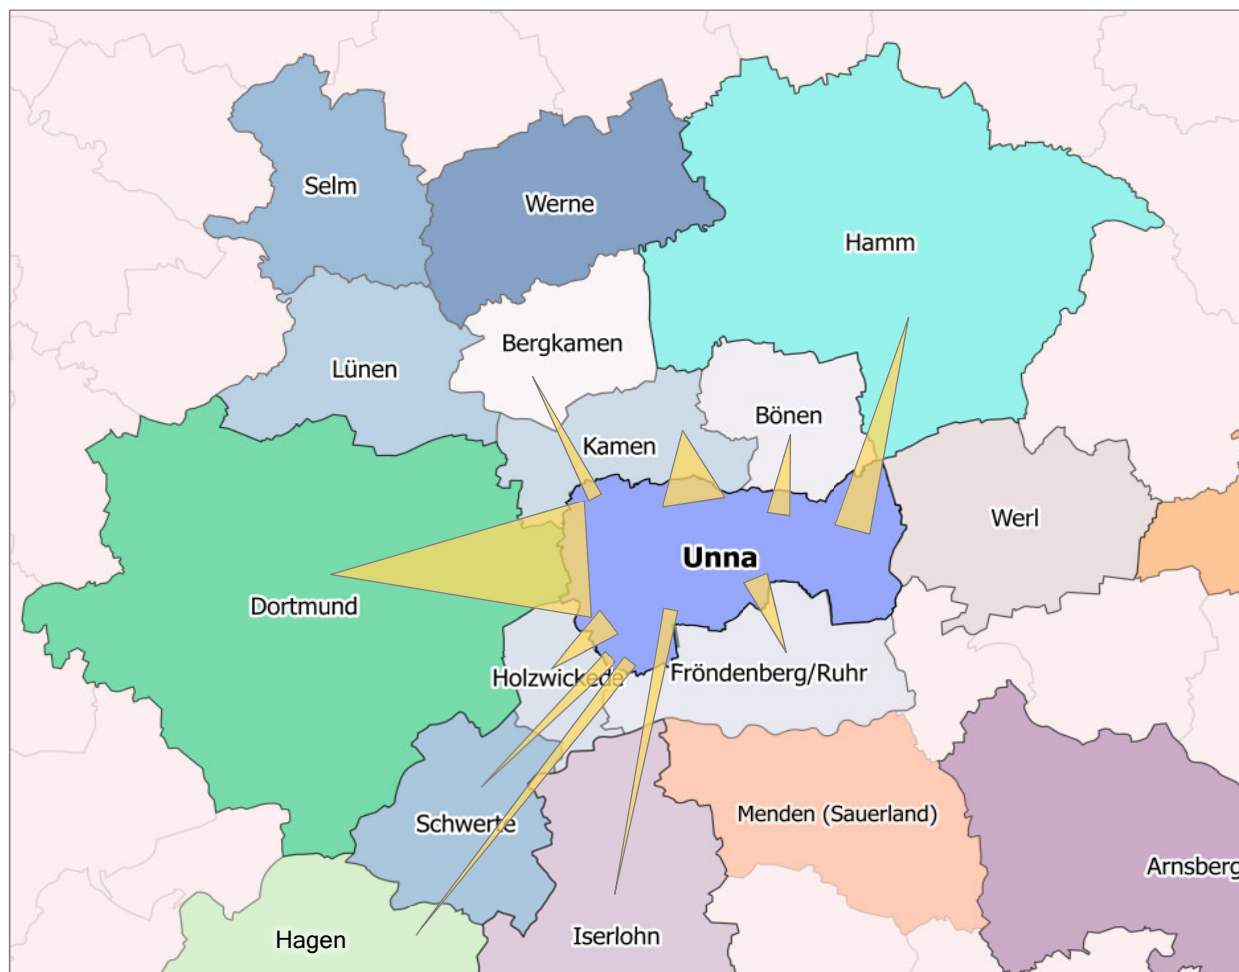 Selm
Werne
Hamm
Bergkamen
Lünen
Bönen
Kamen
Werl
Unna
Dortmund
Holzwickede
Fröndenberg/Ruhr
Schwerte
Menden (Sauerland)
Arnsberg
Hagen
Iserlohn